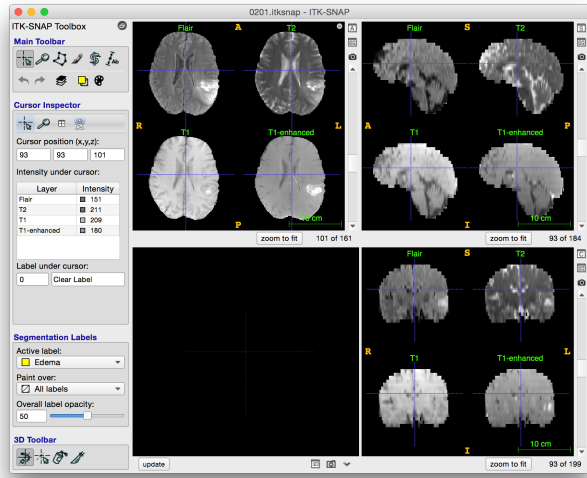 0201.itksnap - ITK-SNAP
ITK-SNAP Toolbox
Main Toolbar
Cursor Inspector
Cursor position (x,y,z):
93 93 101
Intensity under cursor:
Layer Intensity
Flair 151
T2 211
T1 209
T1-enhanced 180
Label under cursor:
0 Clear Label
Segmentation Labels
Active label:
Edema
Paint over:
All labels
Overall label opacity:
50
3D Toolbar
Flair A T2
R T1 T1-enhanced L
P 10 cm
zoom to fit 101 of 161
A
Flair S T2
A T1 T1-enhanced P
I 10 cm
zoom to fit 93 of 184
S
update
3D
Flair S T2
R T1 T1-enhanced L
I 10 cm
zoom to fit 93 of 199
C